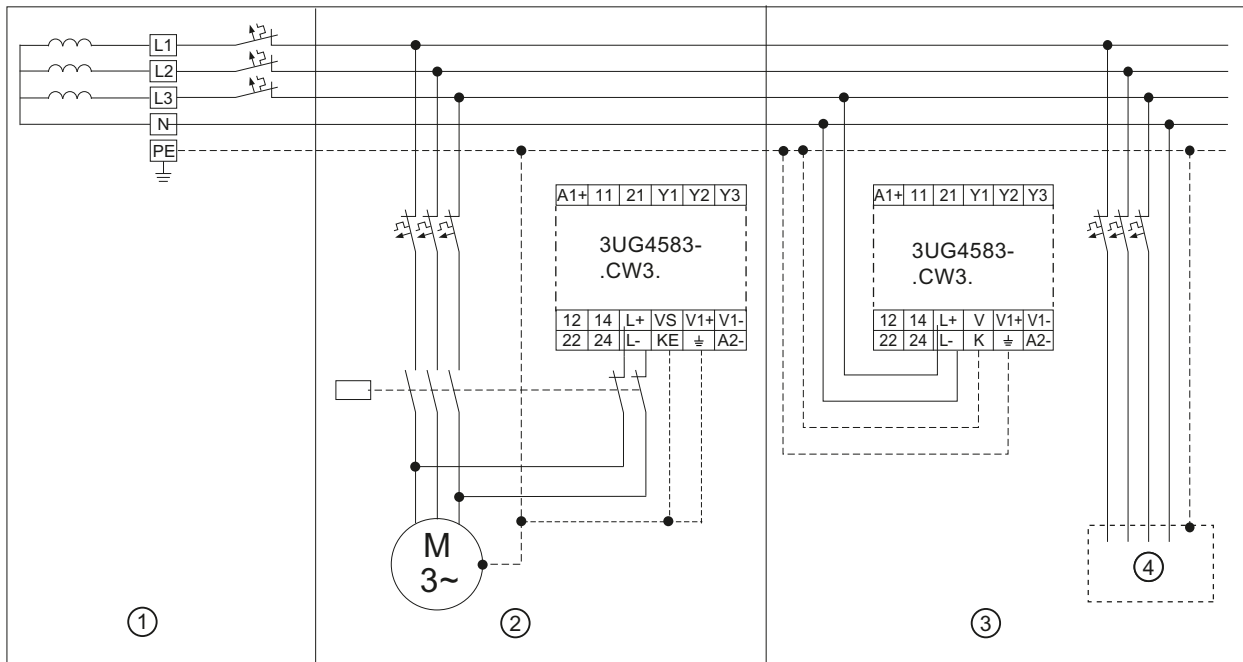 L1
L2
L3
N
PE
A1+ 11 21 Y1 Y2 Y3
3UG4583-
.CW3.
12 14 L+ VS V1+ V1-
22 24 L- KE ⏚ A2-
A1+ 11 21 Y1 Y2 Y3
3UG4583-
.CW3.
12 14 L+ V V1+ V1-
22 24 L- K ⏚ A2-
M
3~
4
1
2
3